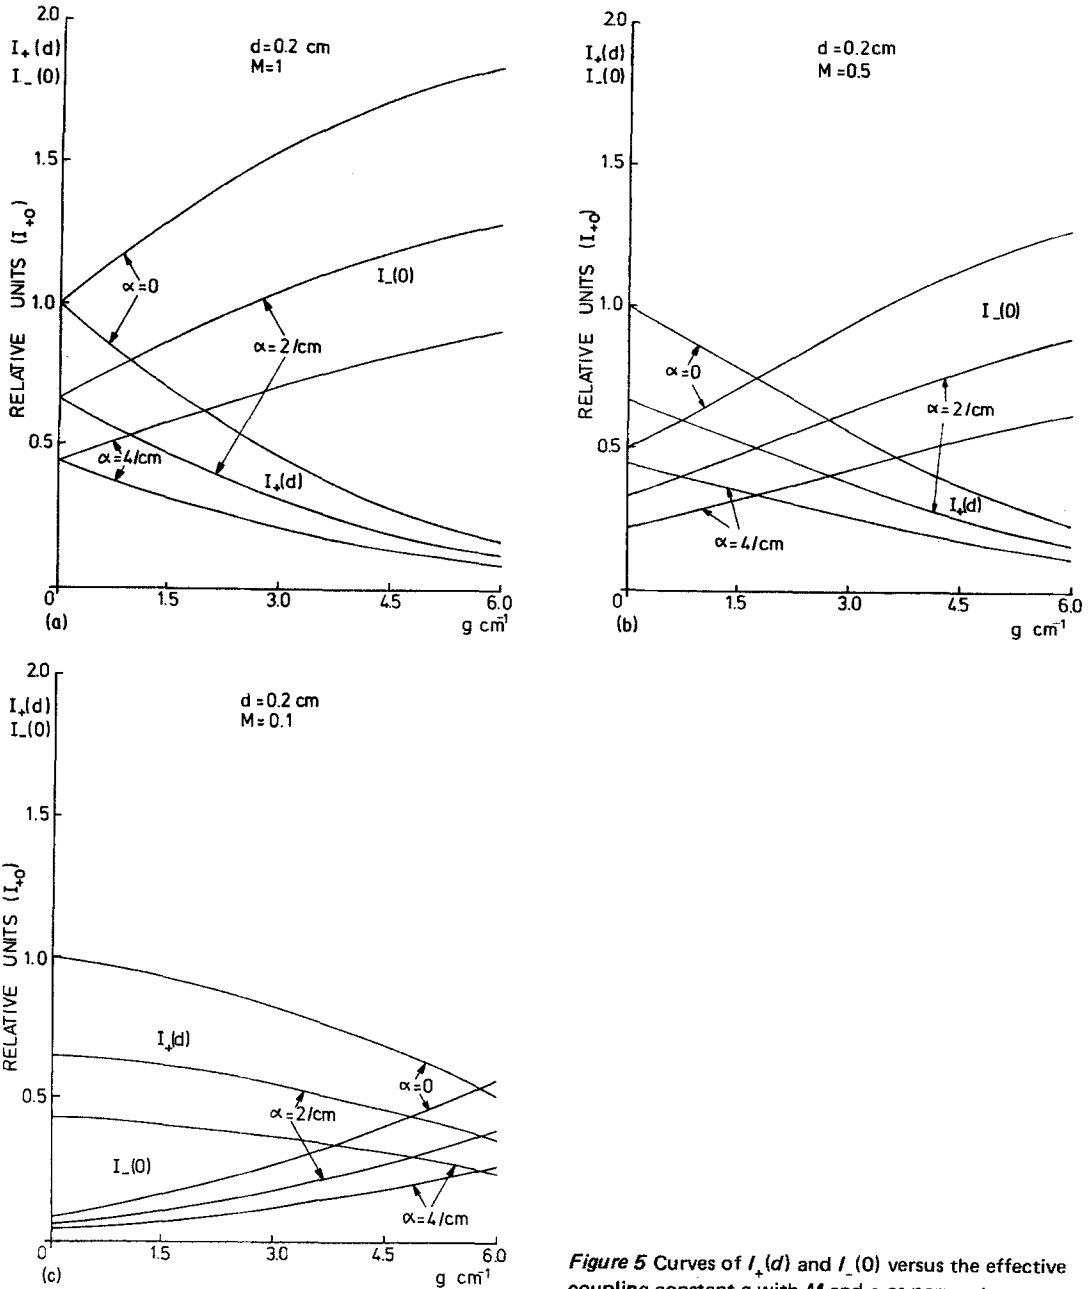 2.0
I₊(d)
I₋(0)
d=0.2 cm
M=1
1.5
RELATIVE UNITS (I₊₀)
α=0
I₋(0)
1.0
α=2/cm
0.5
α=4/cm
I₊(d)
0
1.5
3.0
4.5
6.0
(a)
g cm⁻¹
2.0
I₊(d)
I₋(0)
d=0.2cm
M=0.5
1.5
RELATIVE UNITS (I₊₀)
1.0
I₋(0)
α=0
α=2/cm
0.5
I₊(d)
α=4/cm
0
1.5
3.0
4.5
6.0
(b)
g cm⁻¹
2.0
I₊(d)
I₋(0)
d=0.2 cm
M=0.1
1.5
RELATIVE UNITS (I₊₀)
1.0
I₊(d)
α=0
0.5
α=2/cm
I₋(0)
α=4/cm
0
1.5
3.0
4.5
6.0
(c)
g cm⁻¹
Figure 5 Curves of I₊(d) and I₋(0) versus the effective